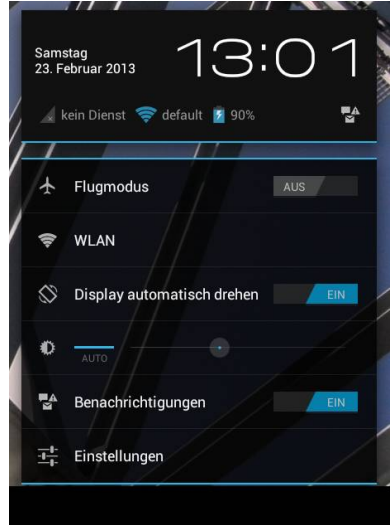 Samstag
23. Februar 2013
13:01
kein Dienst default 90%
Flugmodus AUS
WLAN
Display automatisch drehen EIN
AUTO
Benachrichtigungen EIN
Einstellungen